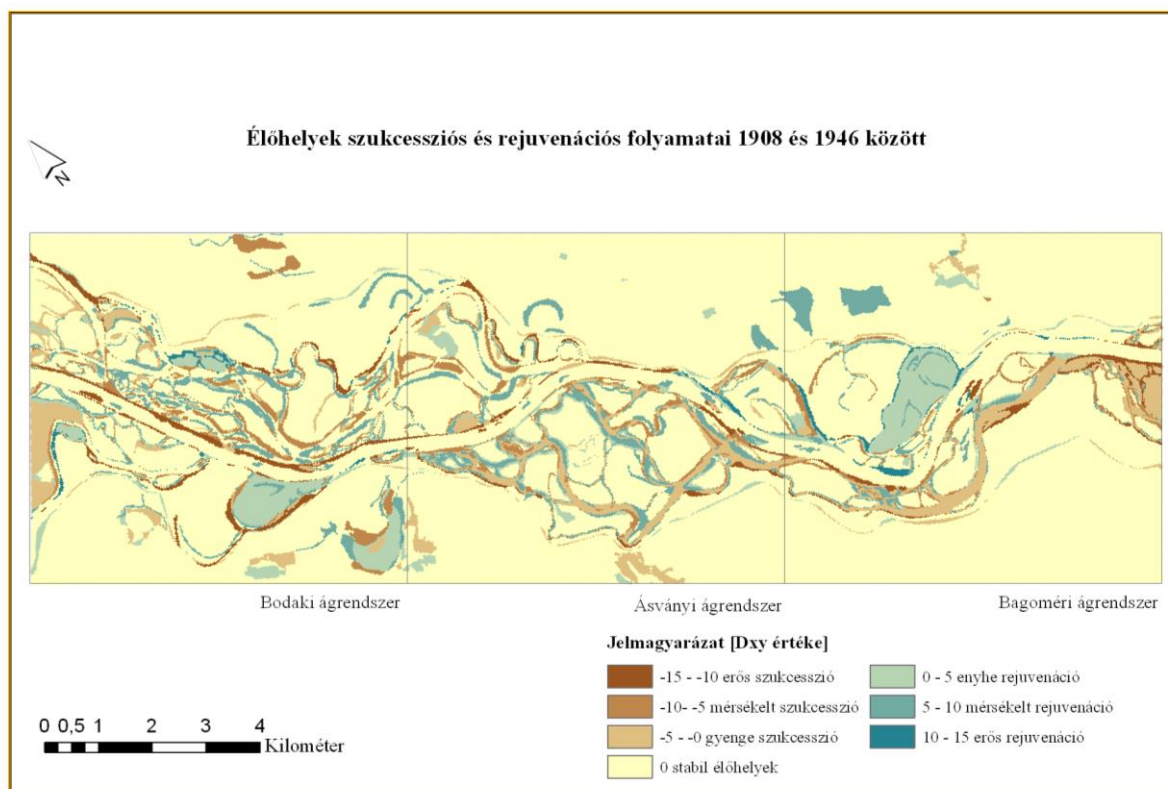 Élőhelyek szukcessziós és rejuvenációs folyamatai 1908 és 1946 között
N
Bodaki ágrendszer
Ásványi ágrendszer
Bagoméri ágrendszer
Jelmagyarázat [Dxy értéke]
-15 - -10 erős szukcesszió
-10- -5 mérsékelt szukcesszió
-5 - -0 gyenge szukcesszió
0 stabil élőhelyek
0 - 5 enyhe rejuvenáció
5 - 10 mérsékelt rejuvenáció
10 - 15 erős rejuvenáció
0 0,5 1 2 3 4
Kilométer